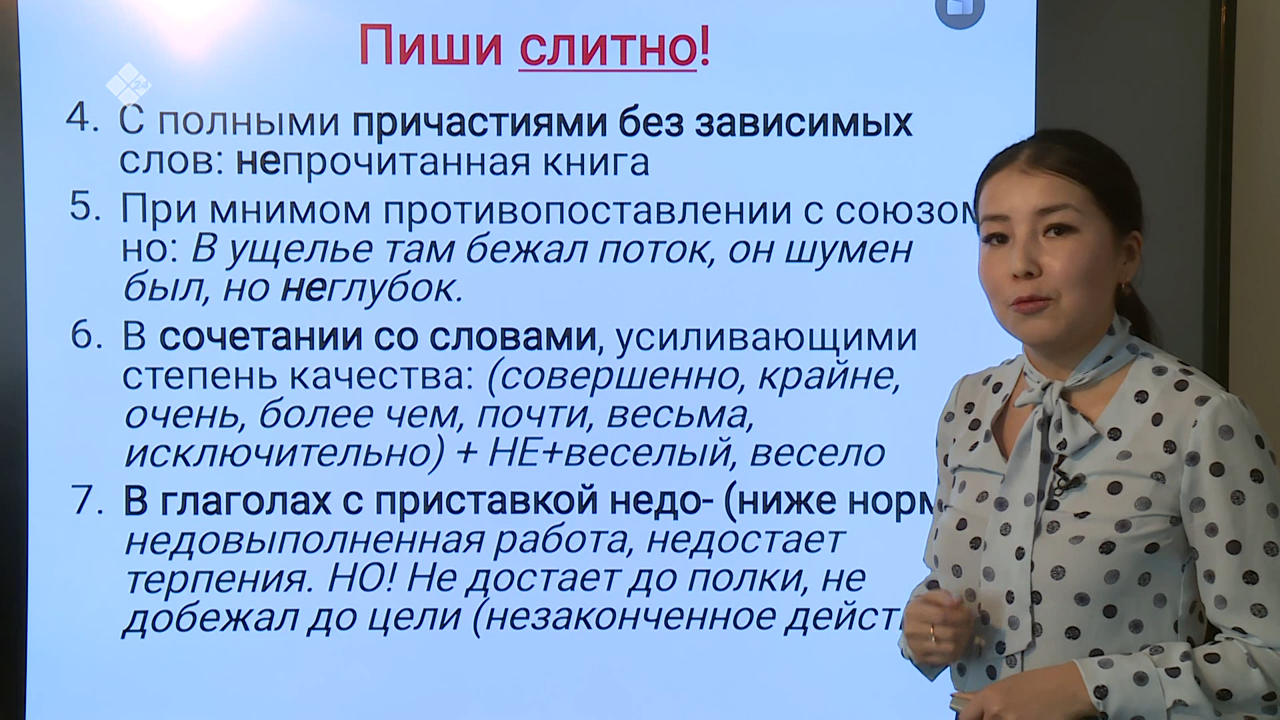 Пиши слитно!
4. С полными причастиями без зависимых
слов: непрочитанная книга
5. При мнимом противопоставлении с союзом
но: В ущелье там бежал поток, он шумен
был, но неглубок.
6. В сочетании со словами, усиливающими
степень качества: (совершенно, крайне,
очень, более чем, почти, весьма,
исключительно) + НЕ+веселый, весело
7. В глаголах с приставкой недо- (ниже норм
недовыполненная работа, недостает
терпения. НО! Не достает до полки, не
добежал до цели (незаконченное действ
24